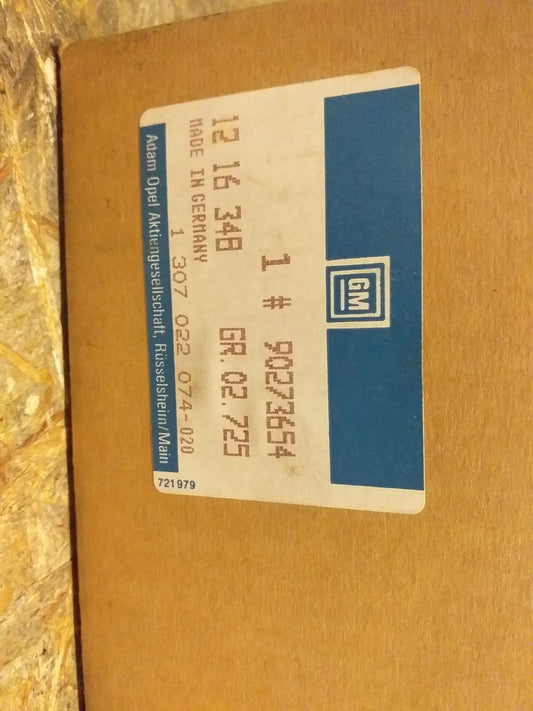 GM
1 # 90273654
12 16 348 GR. 02.725
MADE IN GERMANY
1 307 022 074-020
Adam Opel Aktiengesellschaft, Rüsselsheim/Main
721979